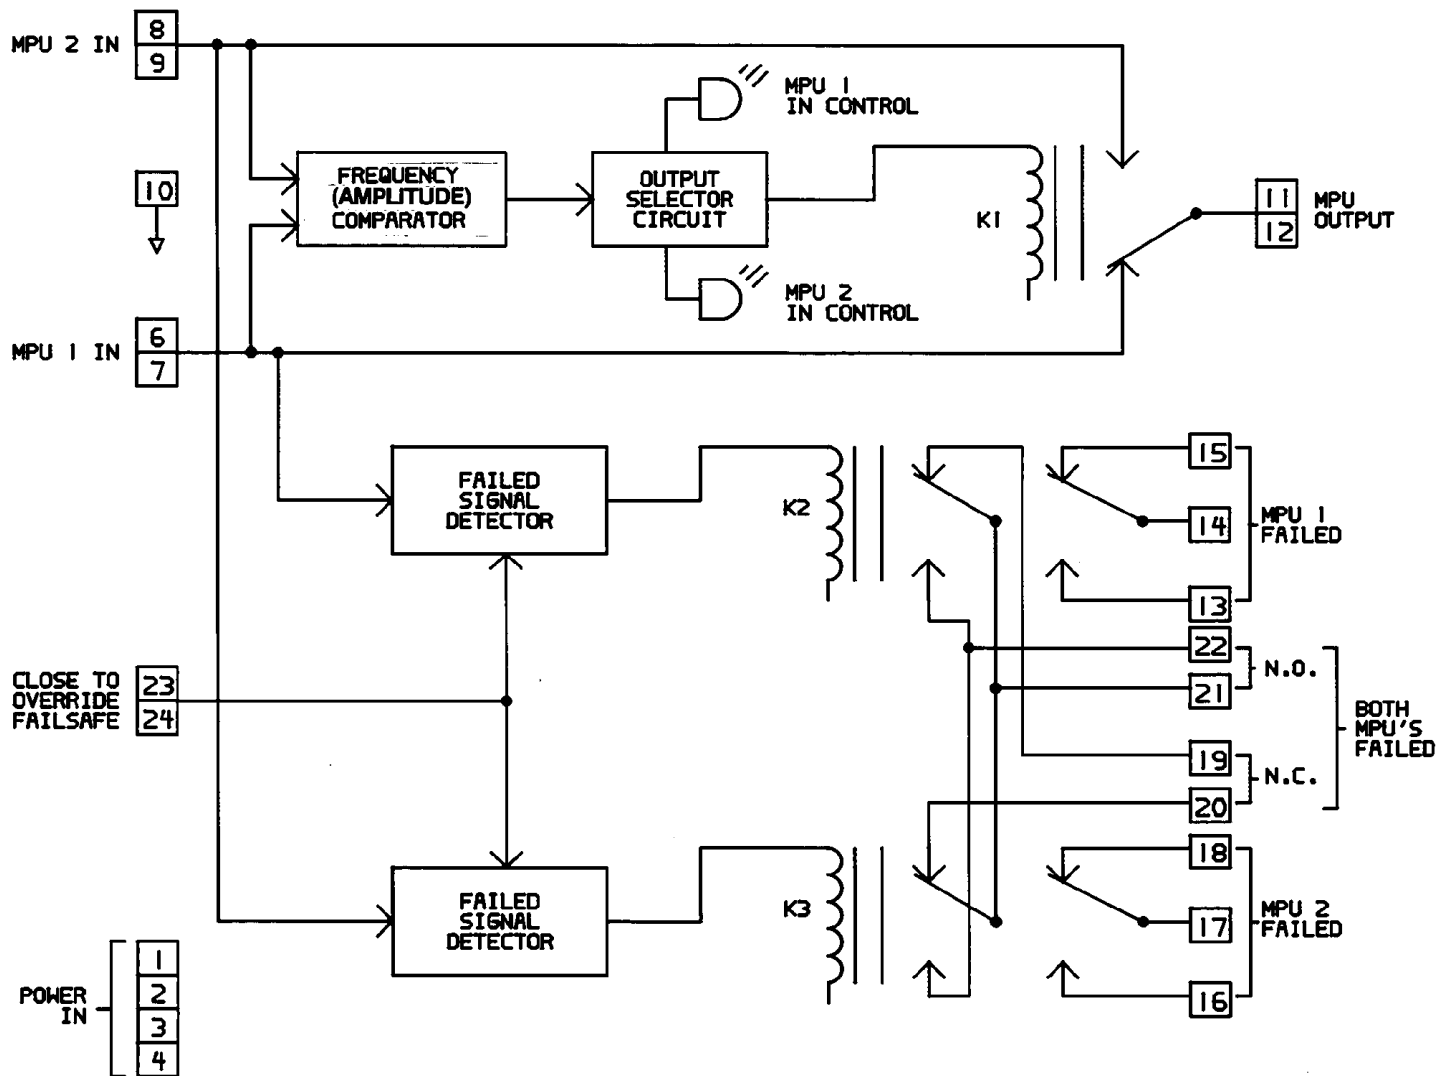 MPU 2 IN
8
9
MPU 1
IN CONTROL
FREQUENCY
(AMPLITUDE)
COMPARATOR
OUTPUT
SELECTOR
CIRCUIT
K1
10
11
12
MPU
OUTPUT
MPU 2
IN CONTROL
MPU 1 IN
6
7
FAILED
SIGNAL
DETECTOR
K2
15
14
13
MPU 1
FAILED
22
21
N.O.
CLOSE TO
OVERRIDE
FAILSAFE
23
24
19
20
N.C.
BOTH
MPU'S
FAILED
FAILED
SIGNAL
DETECTOR
K3
18
17
16
MPU 2
FAILED
POWER
IN
1
2
3
4